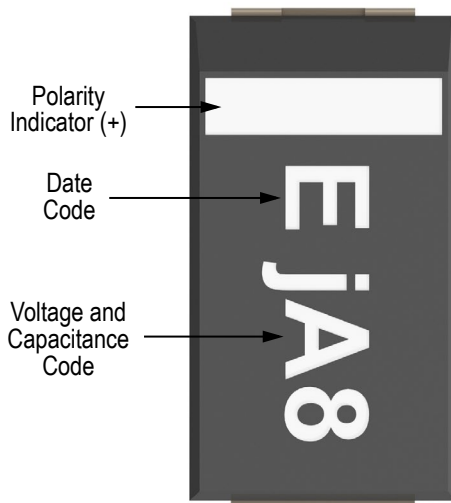 Polarity
Indicator (+)
Date
Code
Voltage and
Capacitance
Code
E jA8